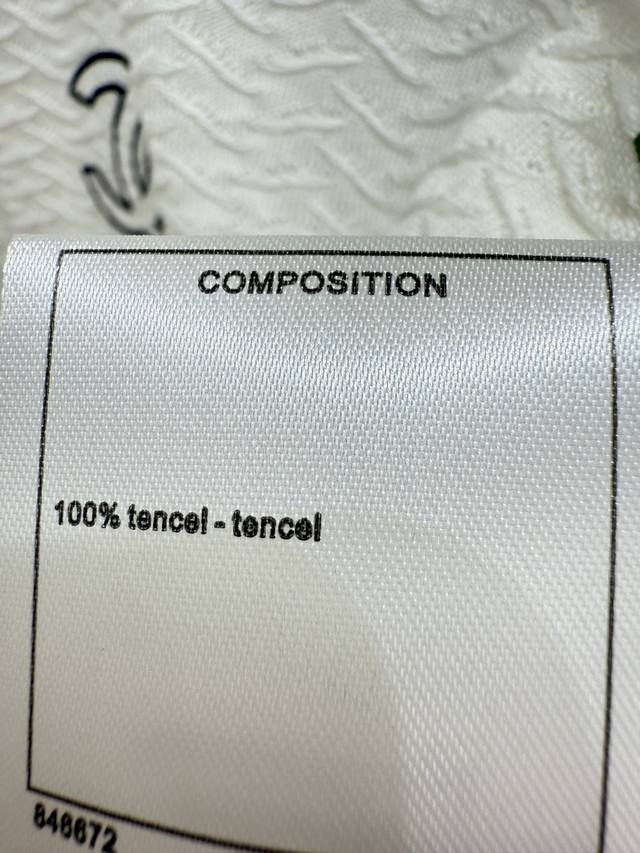 COMPOSITION
100% tencel - tencel
846672